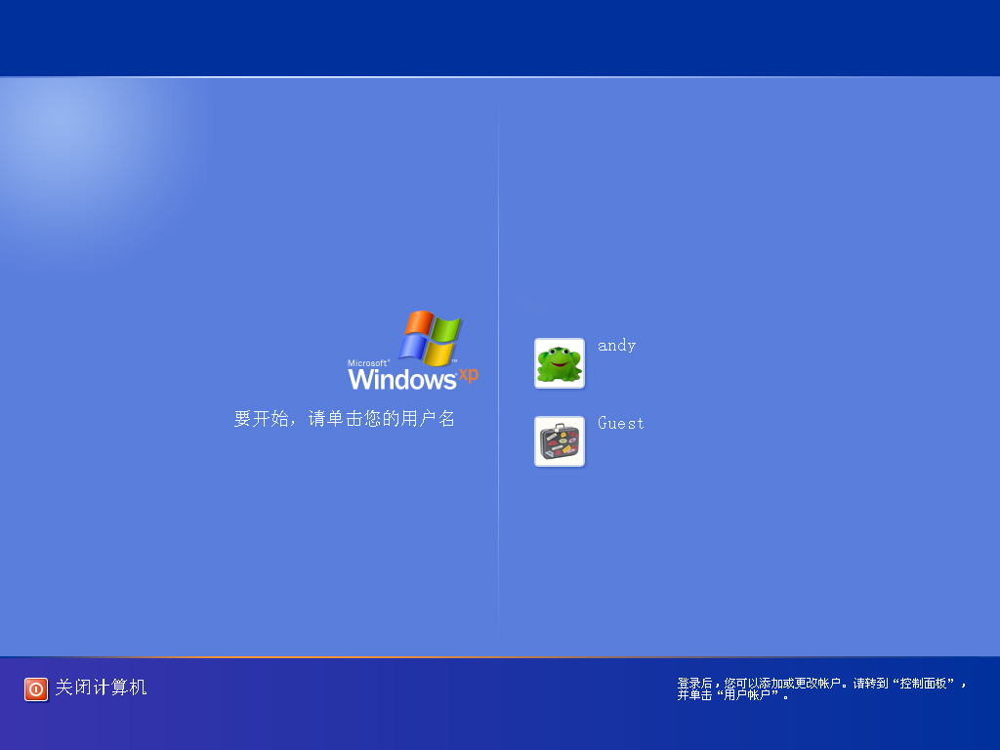 Microsoft®
Windows xp™
要开始，请单击您的用户名
andy
Guest
关闭计算机
登录后，您可以添加或更改帐户。请转到“控制面板”，
并单击“用户帐户”。